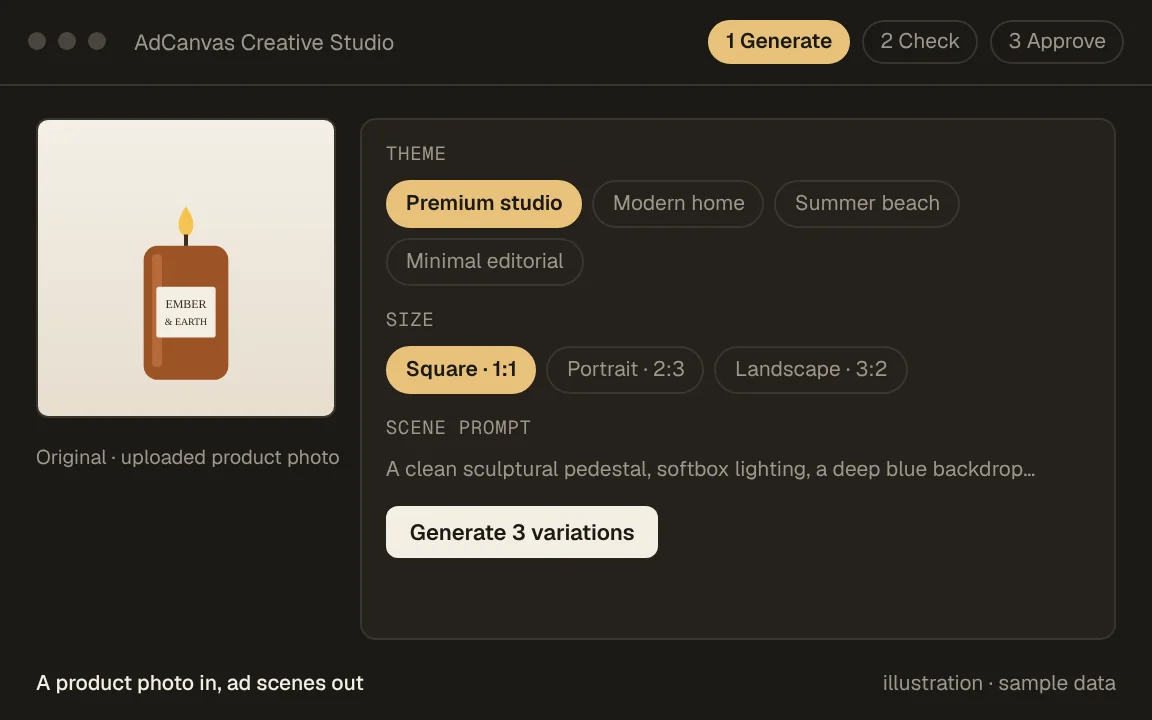 AdCanvas Creative Studio
1 Generate
2 Check
3 Approve
EMBER
& EARTH
Original · uploaded product photo
THEME
Premium studio
Modern home
Summer beach
Minimal editorial
SIZE
Square · 1:1
Portrait · 2:3
Landscape · 3:2
SCENE PROMPT
A clean sculptural pedestal, softbox lighting, a deep blue backdrop…
Generate 3 variations
A product photo in, ad scenes out
illustration · sample data